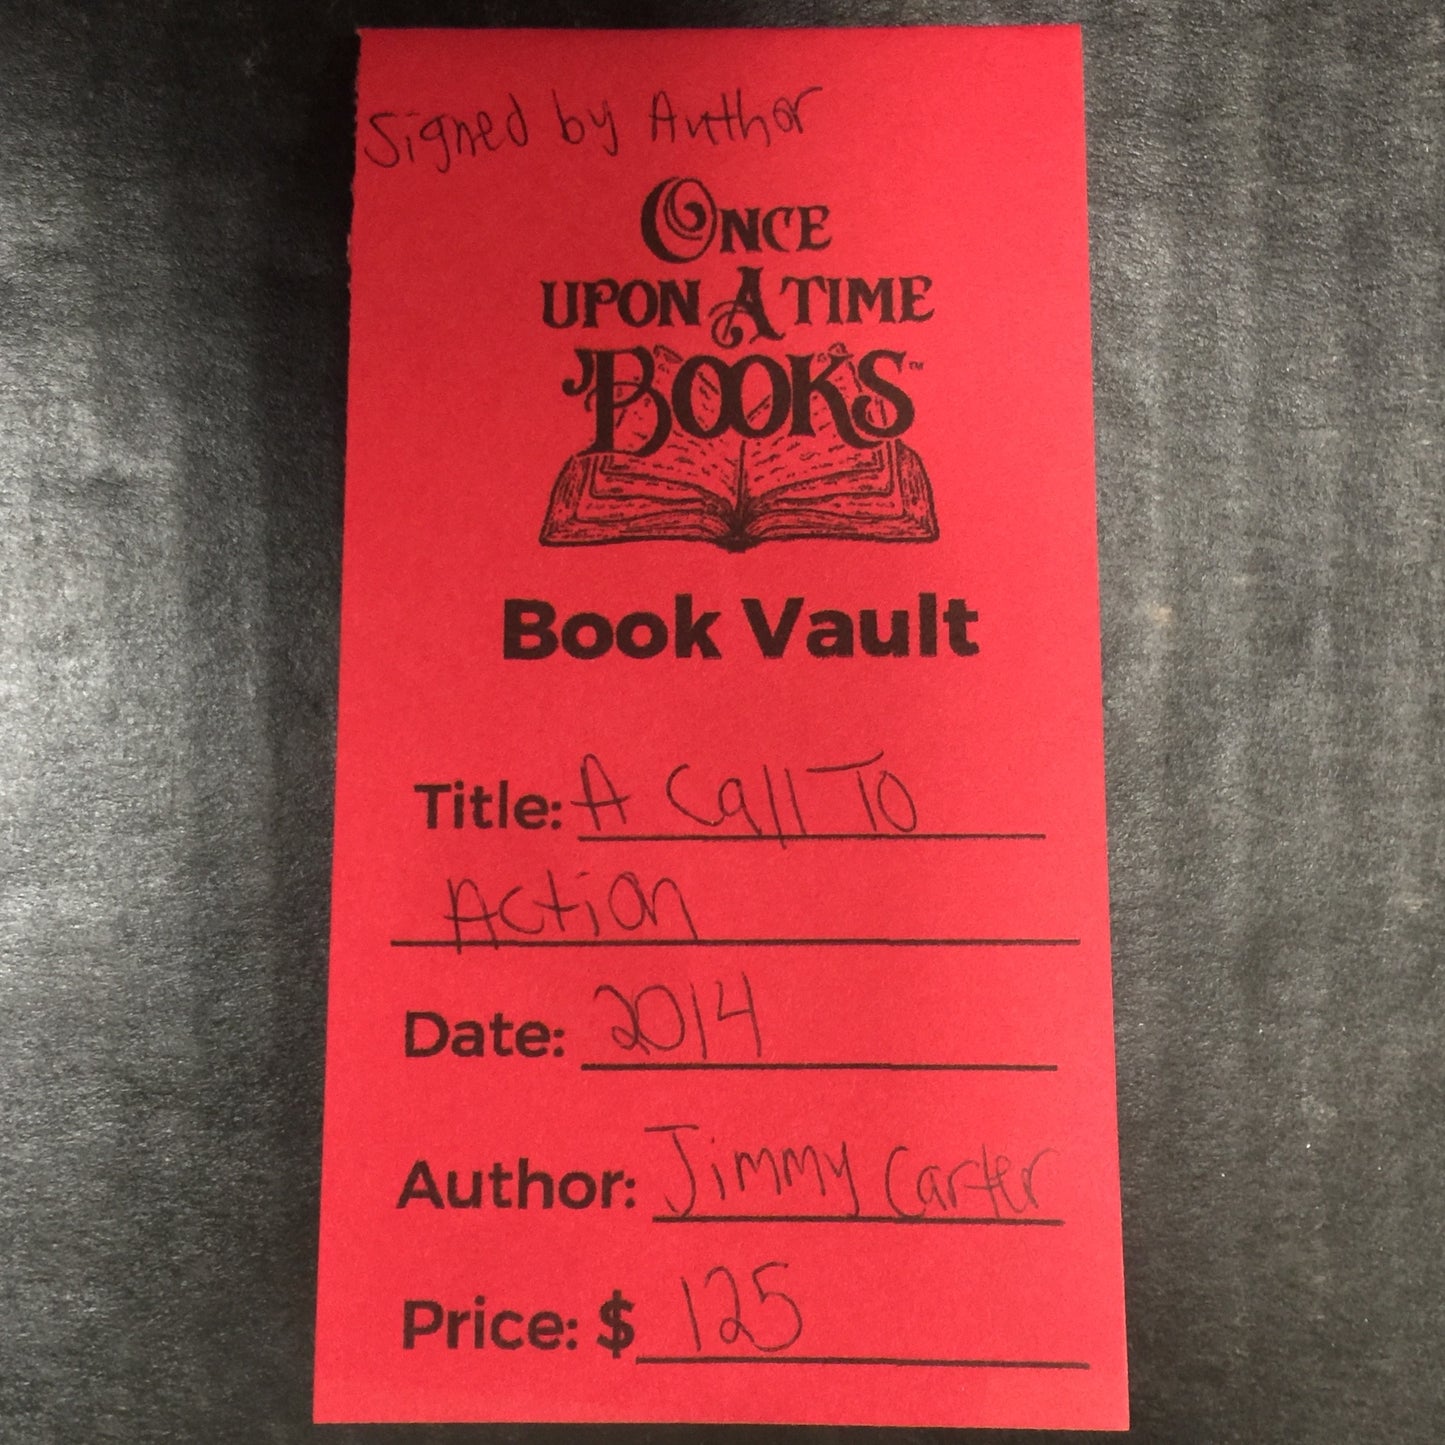 Signed by Author
ONCE
UPON A TIME
BOOKS™
Book Vault
Title: A Call To
Action
Date: 2014
Author: Jimmy Carter
Price: $ 125